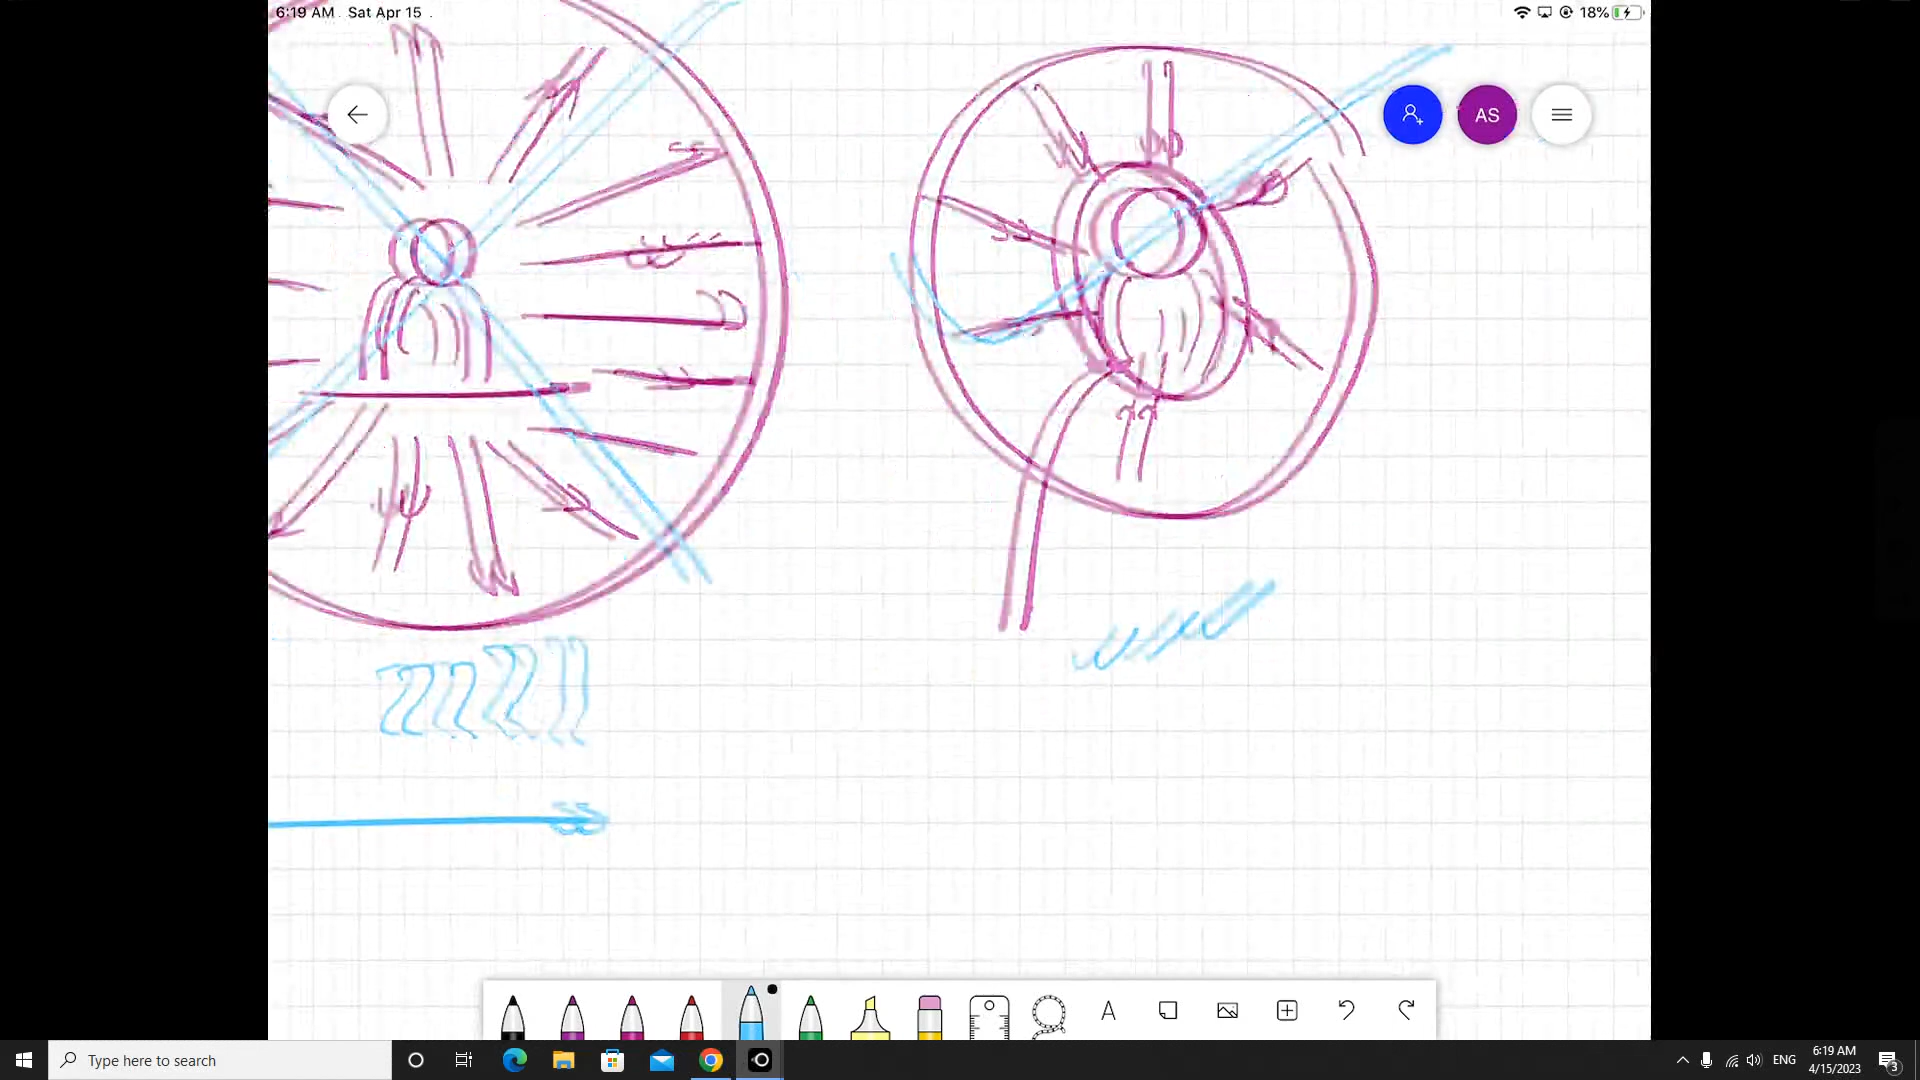 6:19 AM Sat Apr 15
18%
AS
A
Type here to search
ENG
6:19 AM
4/15/2023
3